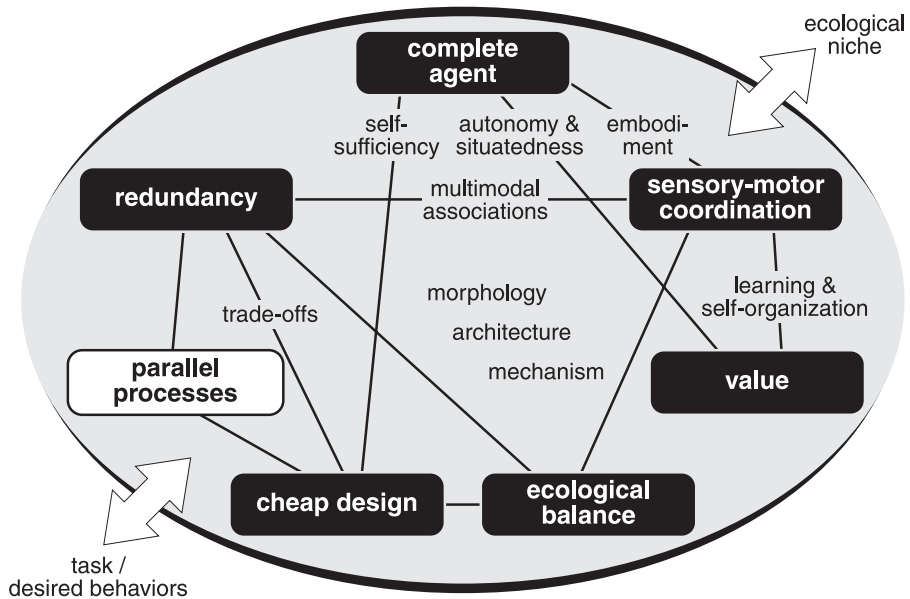 ecological
niche
complete
agent
self-
sufficiency
autonomy &
situatedness
embodi-
ment
redundancy
multimodal
associations
sensory-motor
coordination
morphology
learning &
self-organization
trade-offs
architecture
mechanism
parallel
processes
value
cheap design
ecological
balance
task /
desired behaviors